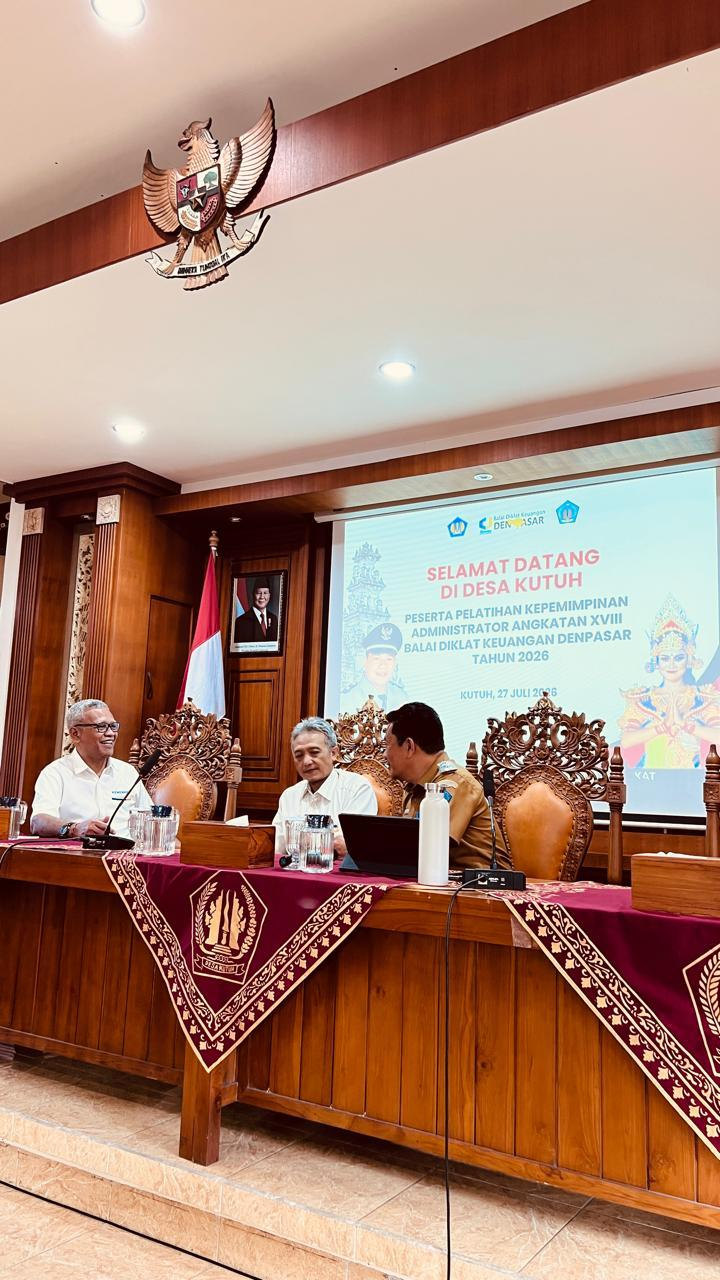 BHINNEKA TUNGGAL IKA
Balai Diklat Keuangan
DENPASAR
SELAMAT DATANG
DI DESA KUTUH
PESERTA PELATIHAN KEPEMIMPINAN
ADMINISTRATOR ANGKATAN XVIII
BALAI DIKLAT KEUANGAN DENPASAR
TAHUN 2026
KUTUH, 27 JULI 2026
DESA KUTUH